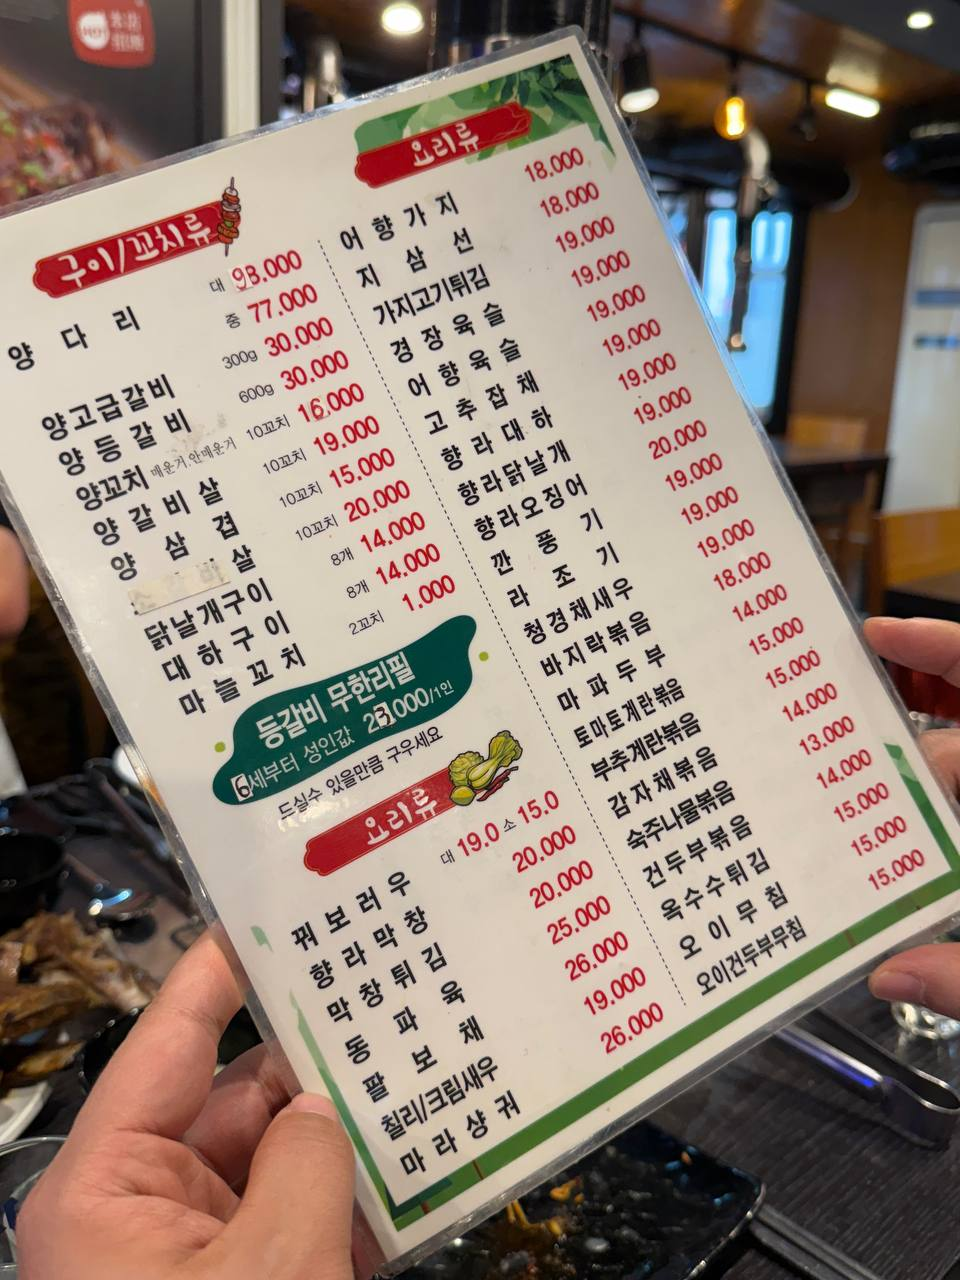 구이/꼬치류
양다리 대 98.000
중 77.000
양고급갈비 300g 30.000
양등갈비 600g 30.000
양꼬치 매운거.안매운거 10꼬치 16.000
양갈비살 10꼬치 19.000
양삼겹 10꼬치 15.000
살 10꼬치 20.000
닭날개구이 8개 14.000
대하구이 8개 14.000
마늘꼬치 2꼬치 1.000
등갈비 무한리필
6세부터 성인값 23.000/1인
드실수 있을만큼 구우세요
요리류
꿔보러우 대 19.0 소 15.0
향라막창 20.000
막창튀김 20.000
동파육 25.000
팔보채 26.000
칠리/크림새우 19.000
마라샹궈 26.000
요리류
어향가지 18.000
지삼선 18.000
가지고기튀김 19.000
경장육슬 19.000
어향육슬 19.000
고추잡채 19.000
향라대하 19.000
향라닭날개 19.000
향라오징어 20.000
깐풍기 19.000
라조기 19.000
청경채새우 19.000
바지락볶음 18.000
마파두부 14.000
토마토계란볶음 15.000
부추계란볶음 15.000
감자채볶음 14.000
숙주나물볶음 13.000
건두부볶음 14.000
옥수수튀김 15.000
오이무침 15.000
오이건두부무침 15.000